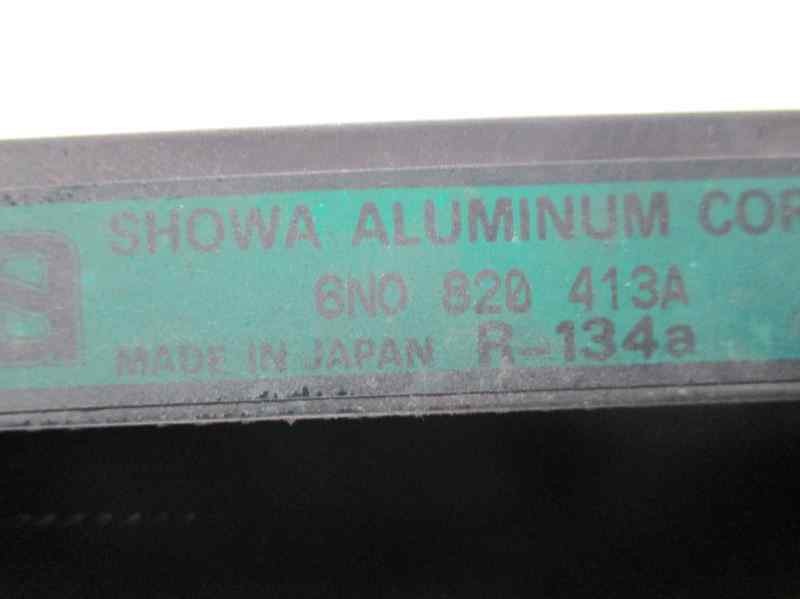 SHOWA ALUMINUM COR
6N0 820 413A
MADE IN JAPAN R-134a